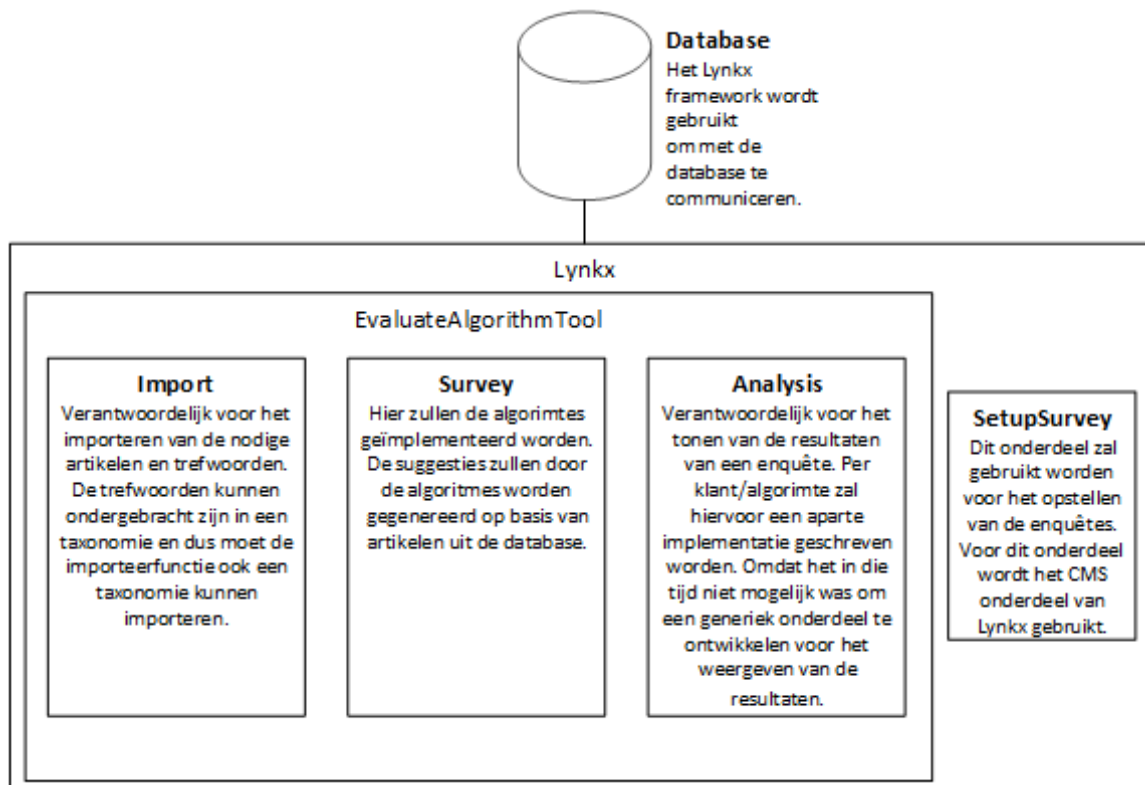 Database
Het Lynkx
framework wordt
gebruikt
om met de
database te
communiceren.
Lynkx
EvaluateAlgorithmTool
Import
Verantwoordelijk voor het
importeren van de nodige
artikelen en trefwoorden.
De trefwoorden kunnen
ondergebracht zijn in een
taxonomie en dus moet de
importeerfunctie ook een
taxonomie kunnen
importeren.
Survey
Hier zullen de algorimtes
geïmplementeerd worden.
De suggesties zullen door
de algoritmes worden
gegenereerd op basis van
artikelen uit de database.
Analysis
Verantwoordelijk voor het
tonen van de resultaten
van een enquête. Per
klant/algorimte zal
hiervoor een aparte
implementatie geschreven
worden. Omdat het in die
tijd niet mogelijk was om
een generiek onderdeel te
ontwikkelen voor het
weergeven van de
resultaten.
SetupSurvey
Dit onderdeel zal
gebruikt worden
voor het opstellen
van de enquêtes.
Voor dit onderdeel
wordt het CMS
onderdeel van
Lynkx gebruikt.